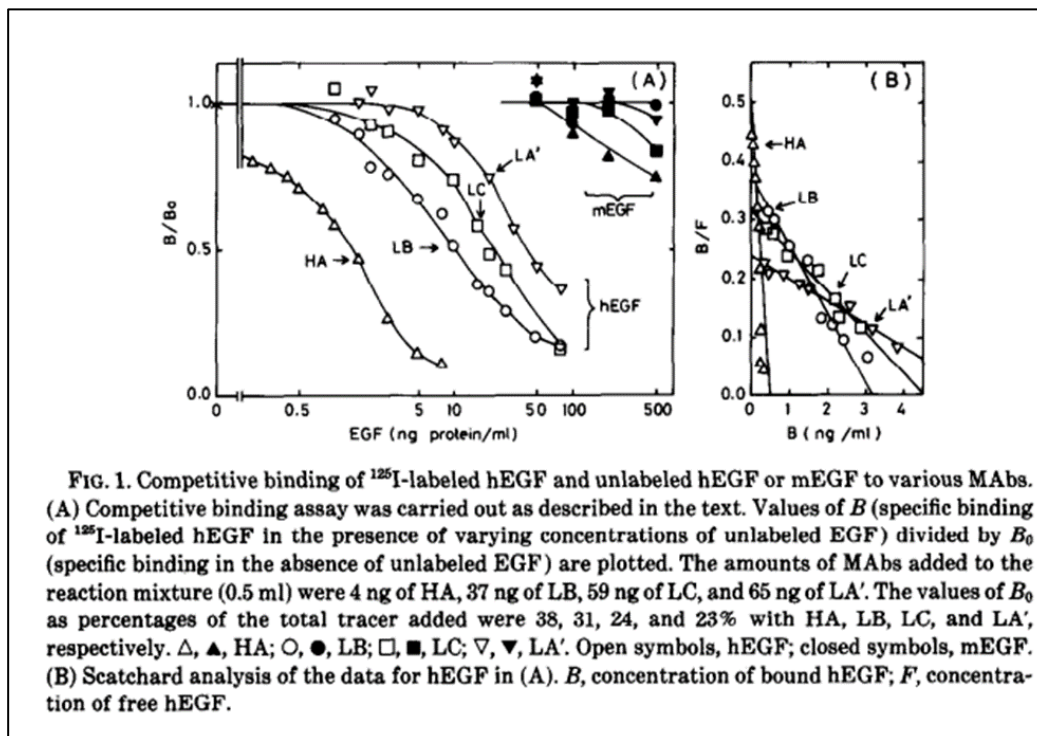 (A)
(B)
1.0
0.5
0.0
B/B₀
HA
LB
LC
LA'
mEGF
hEGF
0
0.5
5
10
50
100
500
EGF (ng protein/ml)
0.5
0.4
0.3
0.2
0.1
0.0
B/F
HA
LB
LC
LA'
0
1
2
3
4
B (ng/ml)
FIG. 1. Competitive binding of ¹²⁵I-labeled hEGF and unlabeled hEGF or mEGF to various MAbs.
(A) Competitive binding assay was carried out as described in the text. Values of B (specific binding
of ¹²⁵I-labeled hEGF in the presence of varying concentrations of unlabeled EGF) divided by B₀
(specific binding in the absence of unlabeled EGF) are plotted. The amounts of MAbs added to the
reaction mixture (0.5 ml) were 4 ng of HA, 37 ng of LB, 59 ng of LC, and 65 ng of LA'. The values of B₀
as percentages of the total tracer added were 38, 31, 24, and 23% with HA, LB, LC, and LA',
respectively. △, ▲, HA; ○, ●, LB; □, ■, LC; ▽, ▼, LA'. Open symbols, hEGF; closed symbols, mEGF.
(B) Scatchard analysis of the data for hEGF in (A). B, concentration of bound hEGF; F, concentra-
tion of free hEGF.